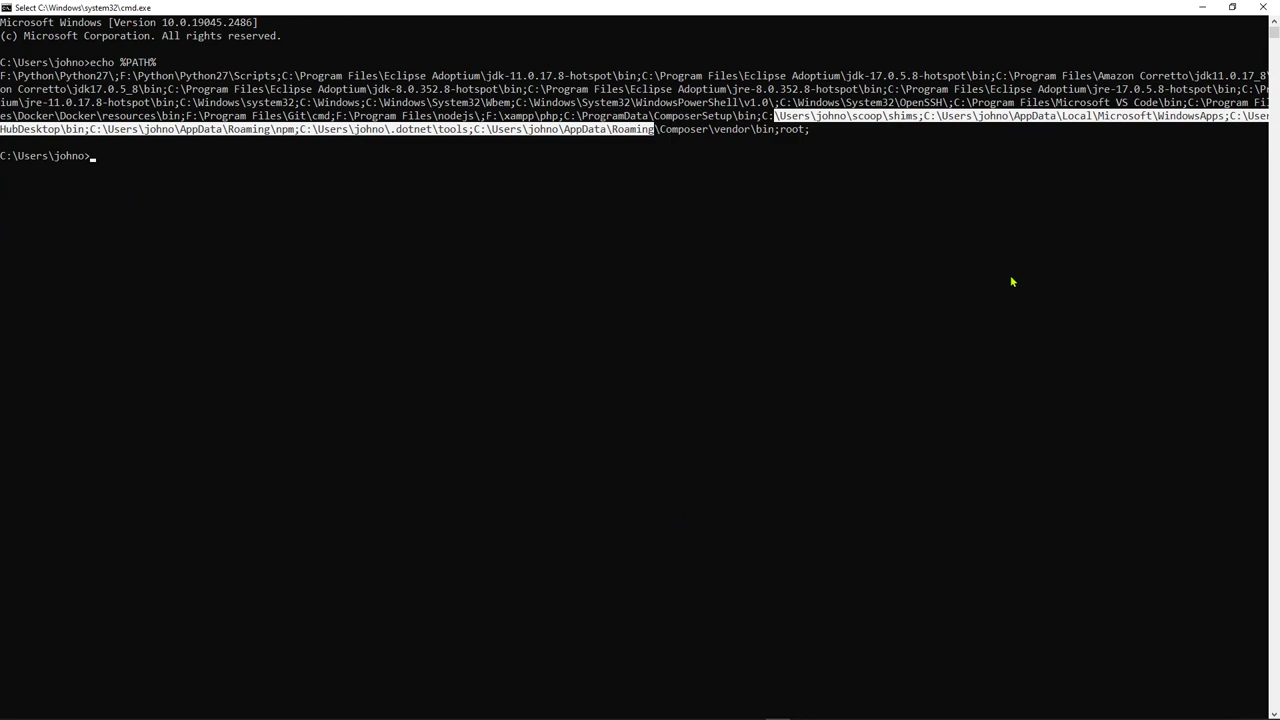 Select C:\Windows\system32\cmd.exe
Microsoft Windows [Version 10.0.19045.2486]
(c) Microsoft Corporation. All rights reserved.
C:\Users\johno>echo %PATH%
F:\Python\Python27\;F:\Python\Python27\Scripts;C:\Program Files\Eclipse Adoptium\jdk-11.0.17.8-hotspot\bin;C:\Program Files\Eclipse Adoptium\jdk-17.0.5.8-hotspot\bin;C:\Program Files\Amazon Corretto\jdk11.0.17_8\
on Corretto\jdk17.0.5_8\bin;C:\Program Files\Eclipse Adoptium\jdk-8.0.352.8-hotspot\bin;C:\Program Files\Eclipse Adoptium\jre-8.0.352.8-hotspot\bin;C:\Program Files\Eclipse Adoptium\jre-17.0.5.8-hotspot\bin;C:\Pro
ium\jre-11.0.17.8-hotspot\bin;C:\Windows\system32;C:\Windows;C:\Windows\System32\Wbem;C:\Windows\System32\WindowsPowerShell\v1.0\;C:\Windows\System32\OpenSSH\;C:\Program Files\Microsoft VS Code\bin;C:\Program Fil
es\Docker\Docker\resources\bin;F:\Program Files\Git\cmd;F:\Program Files\nodejs\;F:\xampp\php;C:\ProgramData\ComposerSetup\bin;C:\Users\johno\scoop\shims;C:\Users\johno\AppData\Local\Microsoft\WindowsApps;C:\User
HubDesktop\bin;C:\Users\johno\AppData\Roaming\npm;C:\Users\johno\.dotnet\tools;C:\Users\johno\AppData\Roaming\Composer\vendor\bin;root;
C:\Users\johno>